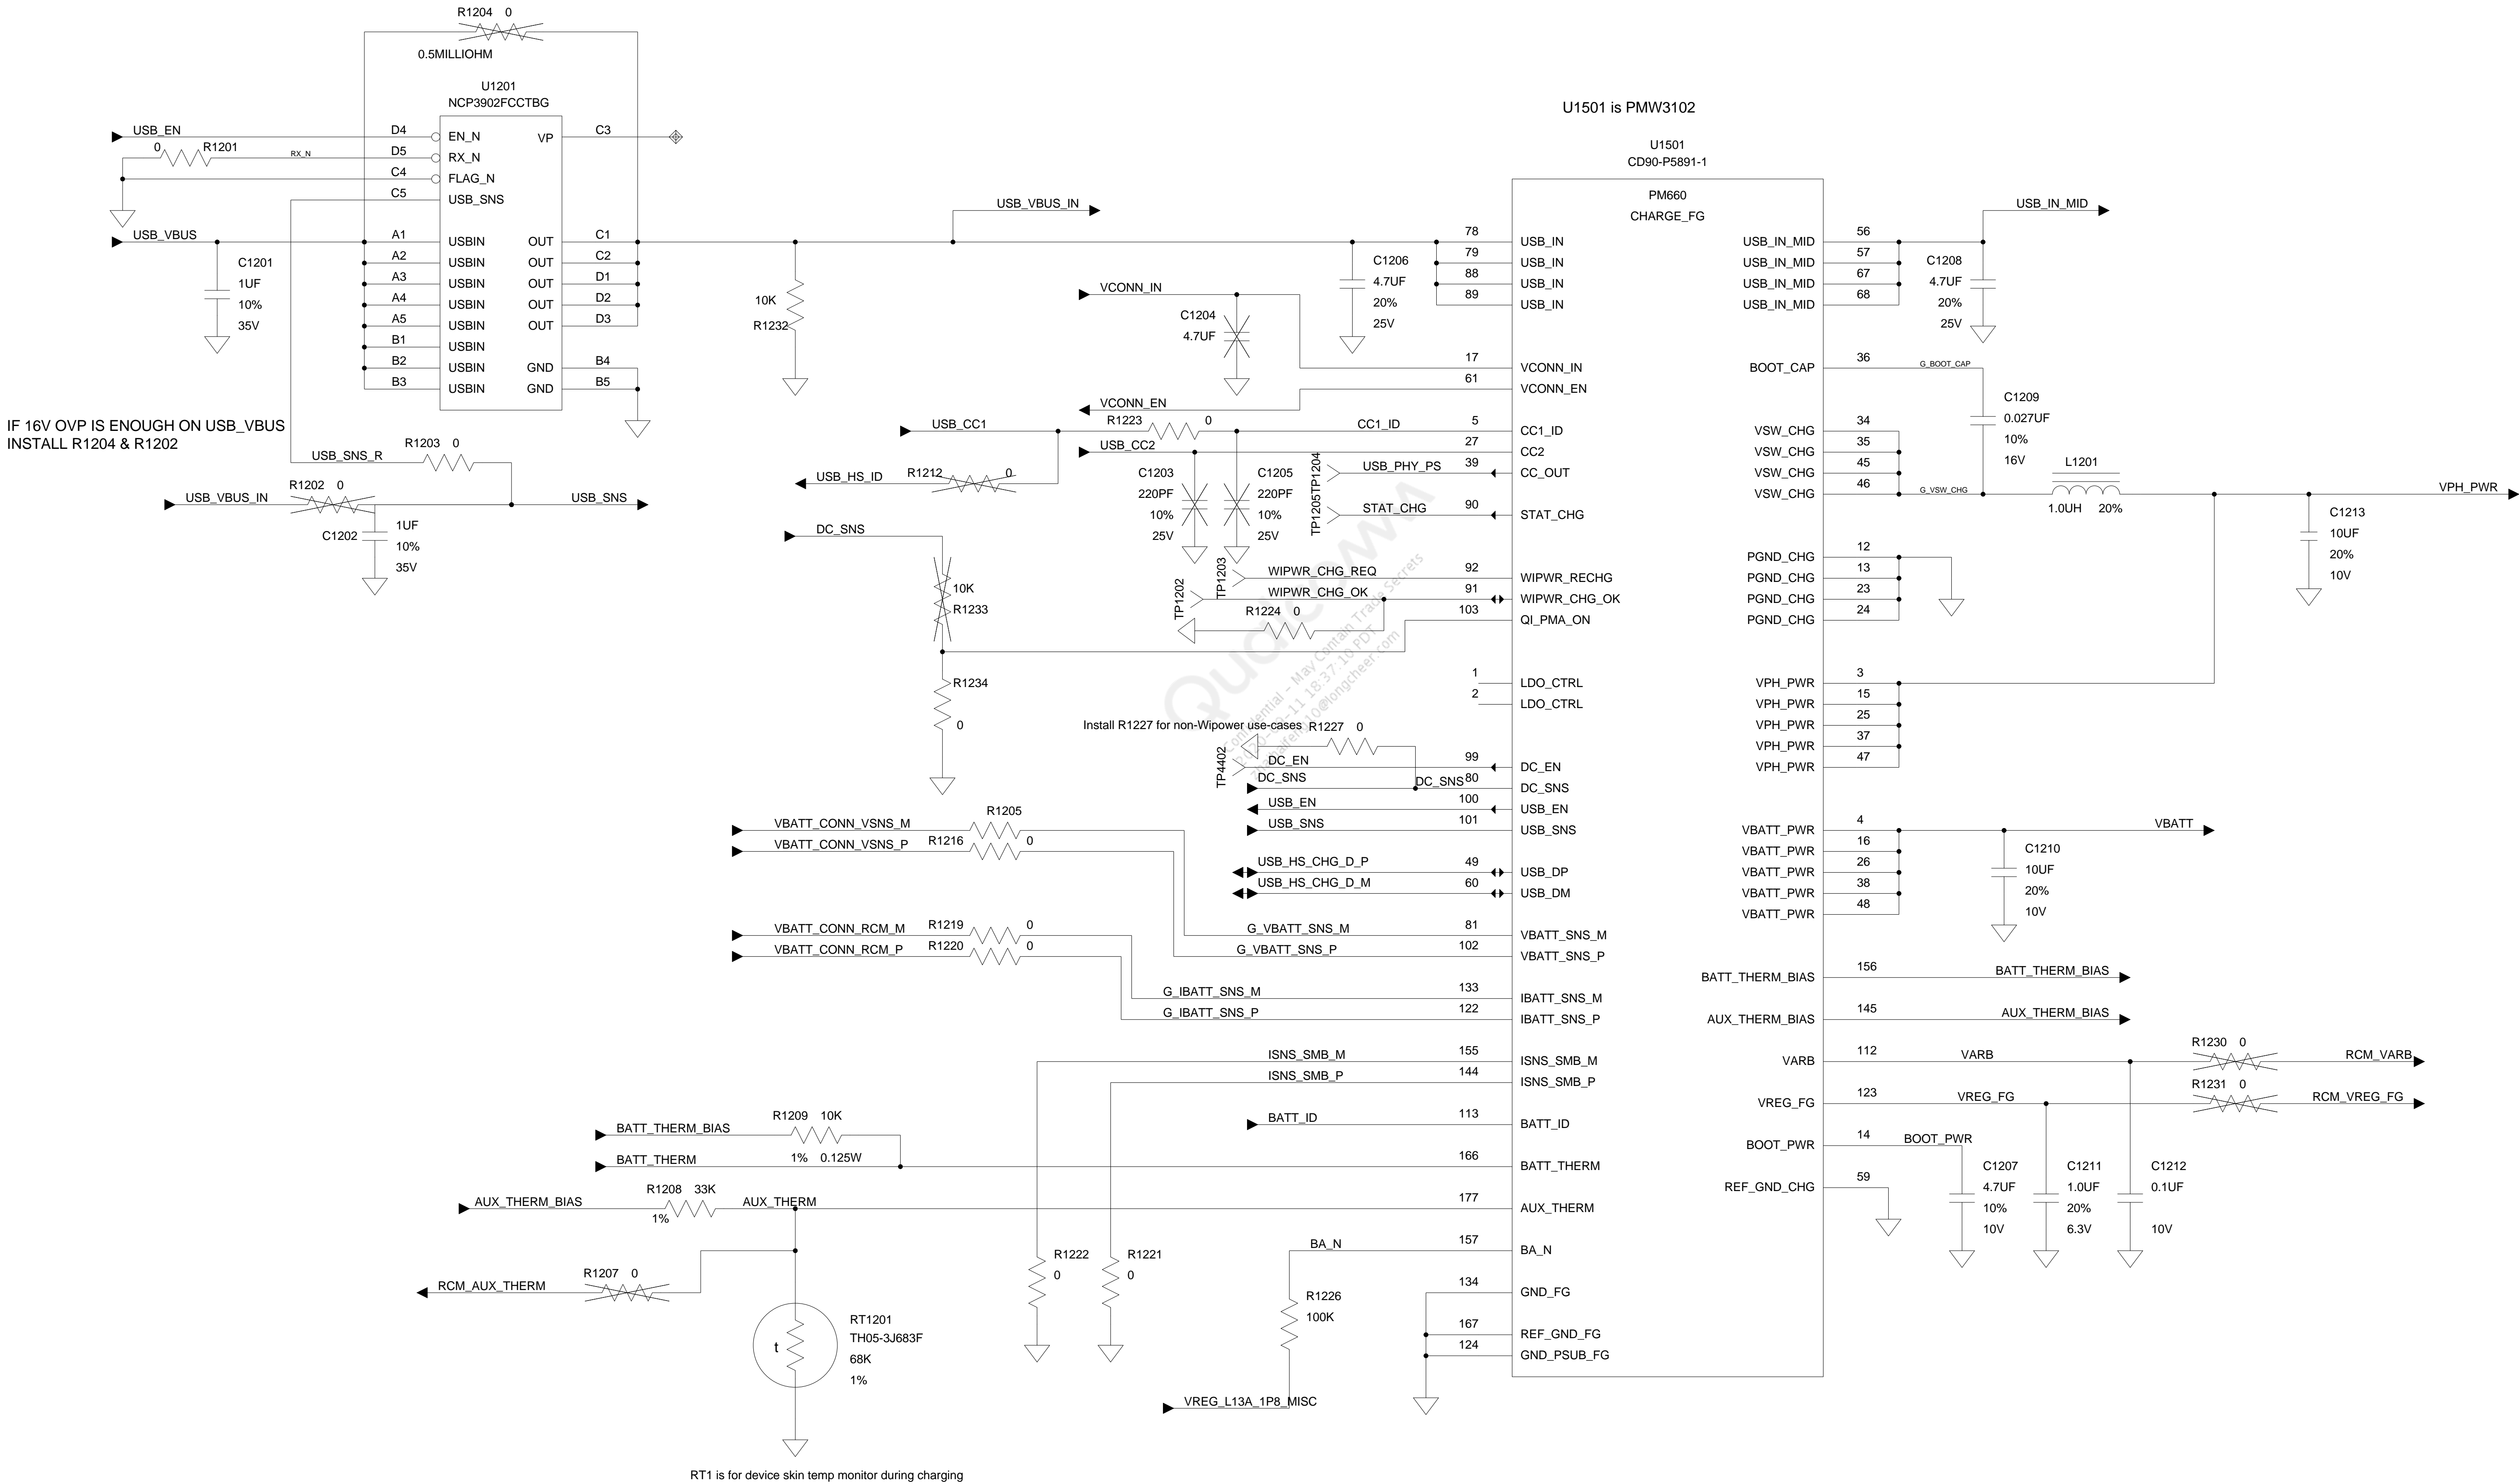 R1204 0
0.5MILLIOHM
U1201
NCP3902FCCTBG
USB_EN
D4
EN_N
VP
C3
0
R1201
RX_N
D5
RX_N
C4
FLAG_N
C5
USB_SNS
USB_VBUS
A1
USBIN
OUT
C1
A2
USBIN
OUT
C2
A3
USBIN
OUT
D1
A4
USBIN
OUT
D2
A5
USBIN
OUT
D3
B1
USBIN
B2
USBIN
GND
B4
B3
USBIN
GND
B5
C1201
1UF
10%
35V
IF 16V OVP IS ENOUGH ON USB_VBUS
INSTALL R1204 & R1202
USB_SNS_R
R1203 0
USB_VBUS_IN
R1202 0
USB_SNS
C1202
1UF
10%
35V
USB_VBUS_IN
10K
R1232
VCONN_IN
C1204
4.7UF
C1206
4.7UF
20%
25V
VCONN_EN
USB_CC1
R1223 0
CC1_ID
USB_CC2
USB_HS_ID
R1212 0
C1203
220PF
10%
25V
C1205
220PF
10%
25V
TP1204
USB_PHY_PS
TP1205
STAT_CHG
DC_SNS
10K
R1233
R1234
0
TP1203
WIPWR_CHG_REQ
TP1202
WIPWR_CHG_OK
R1224 0
Install R1227 for non-Wipower use-cases
R1227 0
TP4402
DC_EN
DC_SNS
DC_SNS
USB_EN
USB_SNS
VBATT_CONN_VSNS_M
R1205
VBATT_CONN_VSNS_P
R1216 0
USB_HS_CHG_D_P
USB_HS_CHG_D_M
VBATT_CONN_RCM_M
R1219 0
VBATT_CONN_RCM_P
R1220 0
G_VBATT_SNS_M
G_VBATT_SNS_P
G_IBATT_SNS_M
G_IBATT_SNS_P
ISNS_SMB_M
ISNS_SMB_P
BATT_ID
BATT_THERM_BIAS
R1209 10K
BATT_THERM
1% 0.125W
AUX_THERM_BIAS
R1208 33K
1%
AUX_THERM
RCM_AUX_THERM
R1207 0
t
RT1201
TH05-3J683F
68K
1%
R1222
0
R1221
0
BA_N
R1226
100K
VREG_L13A_1P8_MISC
RT1 is for device skin temp monitor during charging
U1501 is PMW3102
U1501
CD90-P5891-1
PM660
CHARGE_FG
78
USB_IN
79
USB_IN
88
USB_IN
89
USB_IN
17
VCONN_IN
61
VCONN_EN
5
CC1_ID
27
CC2
39
CC_OUT
90
STAT_CHG
92
WIPWR_RECHG
91
WIPWR_CHG_OK
103
QI_PMA_ON
1
LDO_CTRL
2
LDO_CTRL
99
DC_EN
80
DC_SNS
100
USB_EN
101
USB_SNS
49
USB_DP
60
USB_DM
81
VBATT_SNS_M
102
VBATT_SNS_P
133
IBATT_SNS_M
122
IBATT_SNS_P
155
ISNS_SMB_M
144
ISNS_SMB_P
113
BATT_ID
166
BATT_THERM
177
AUX_THERM
157
BA_N
134
GND_FG
167
REF_GND_FG
124
GND_PSUB_FG
USB_IN_MID
56
USB_IN_MID
57
USB_IN_MID
67
USB_IN_MID
68
BOOT_CAP
36
VSW_CHG
34
VSW_CHG
35
VSW_CHG
45
VSW_CHG
46
PGND_CHG
12
PGND_CHG
13
PGND_CHG
23
PGND_CHG
24
VPH_PWR
3
VPH_PWR
15
VPH_PWR
25
VPH_PWR
37
VPH_PWR
47
VBATT_PWR
4
VBATT_PWR
16
VBATT_PWR
26
VBATT_PWR
38
VBATT_PWR
48
BATT_THERM_BIAS
156
AUX_THERM_BIAS
145
VARB
112
VREG_FG
123
BOOT_PWR
14
REF_GND_CHG
59
USB_IN_MID
C1208
4.7UF
20%
25V
G_BOOT_CAP
C1209
0.027UF
10%
16V
G_VSW_CHG
L1201
1.0UH 20%
VPH_PWR
C1213
10UF
20%
10V
VBATT
C1210
10UF
20%
10V
BATT_THERM_BIAS
AUX_THERM_BIAS
VARB
R1230 0
RCM_VARB
VREG_FG
R1231 0
RCM_VREG_FG
BOOT_PWR
C1207
4.7UF
10%
10V
C1211
1.0UF
20%
6.3V
C1212
0.1UF
10V
Qualcomm
Confidential - May Contain Trade Secrets
18:37:10 PDT